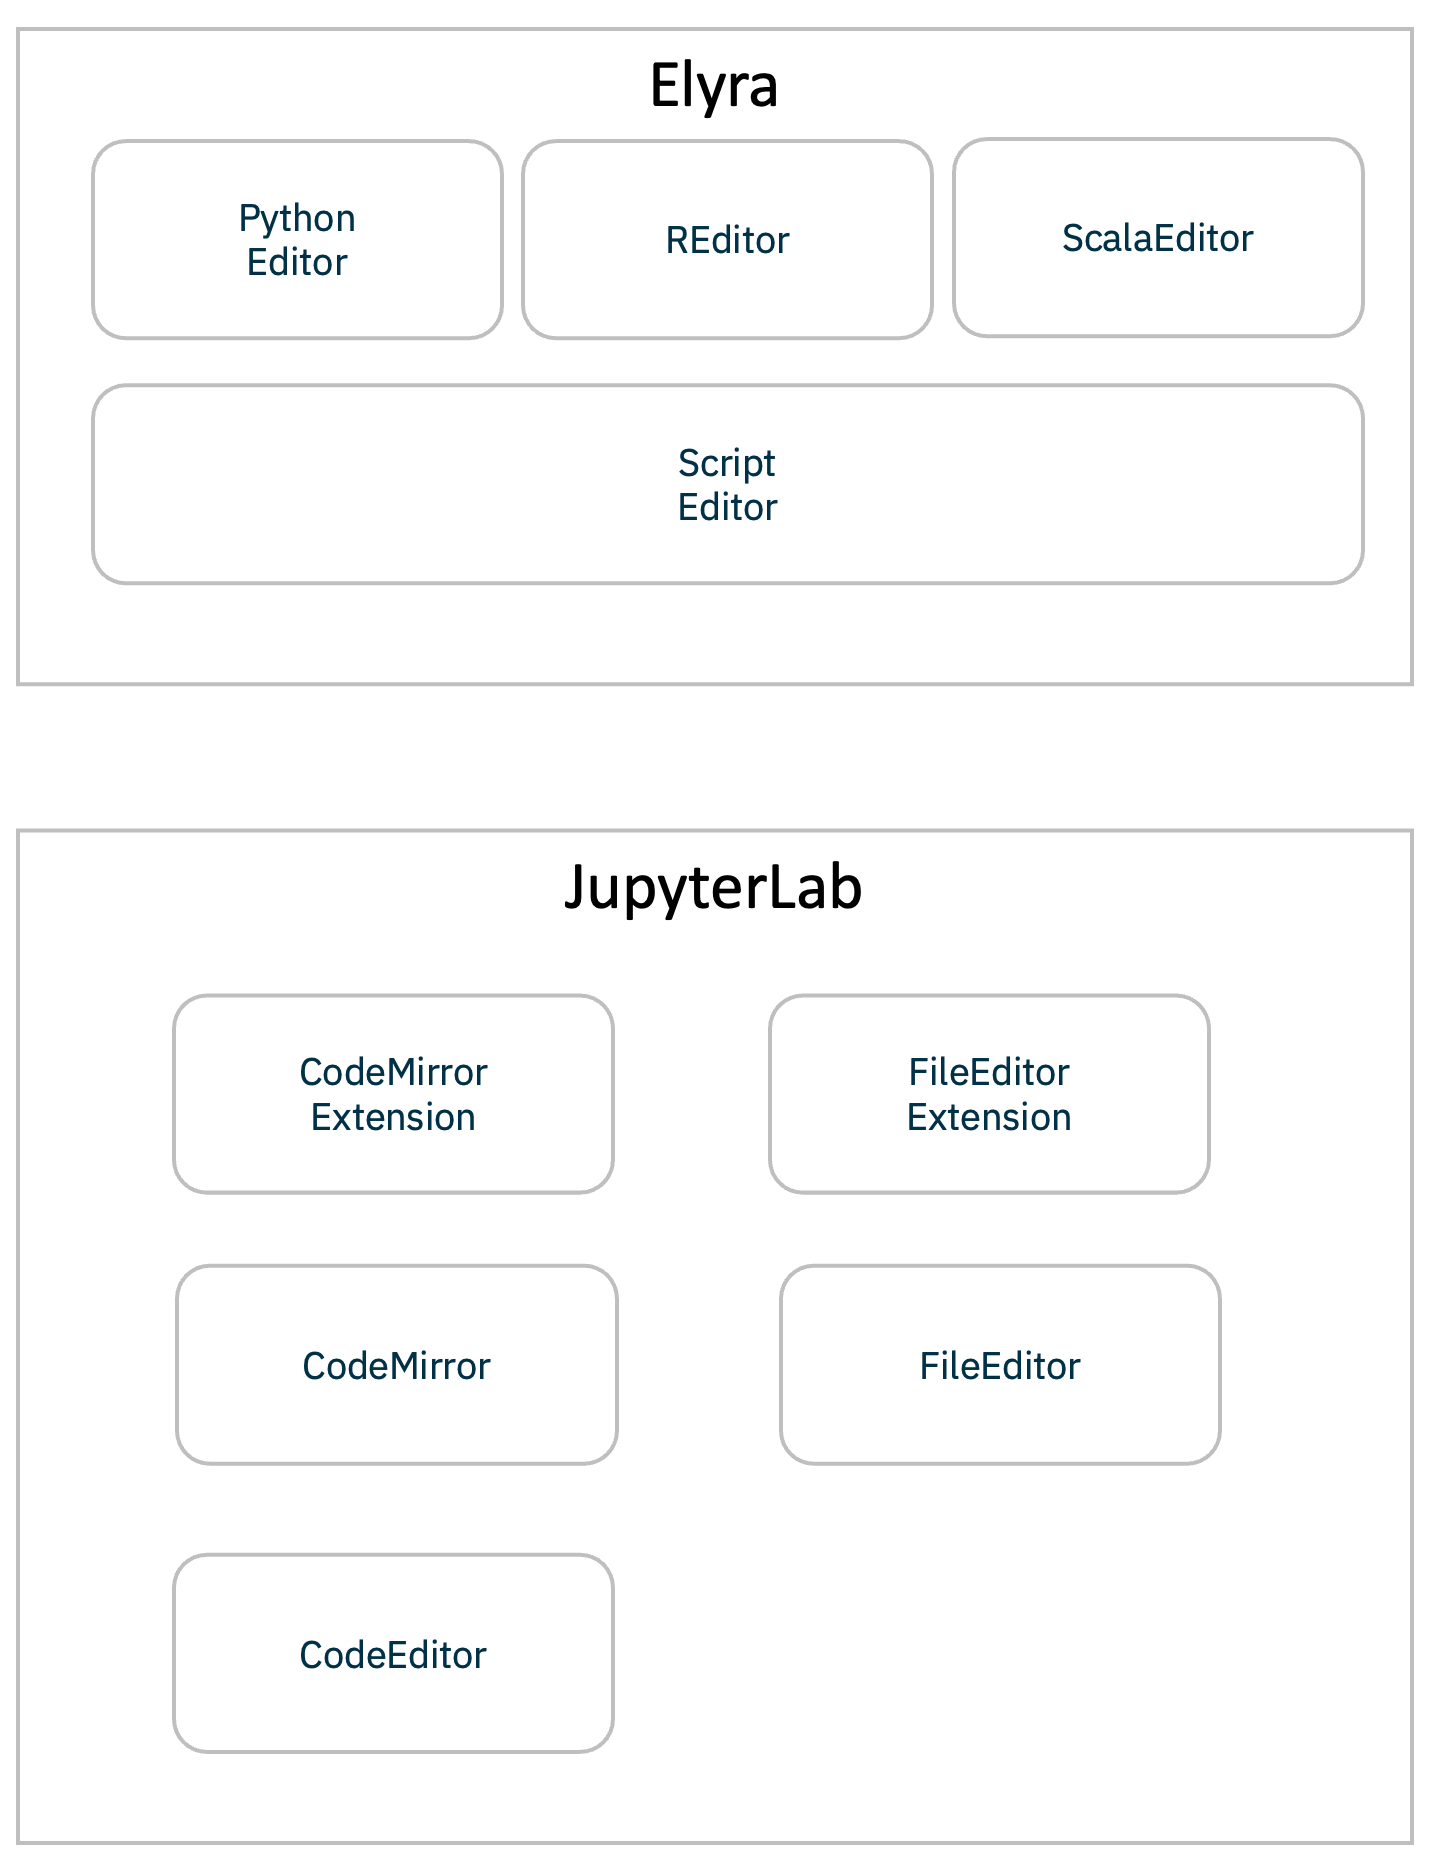 Elyra
Python
Editor
REditor
ScalaEditor
Script
Editor
JupyterLab
CodeMirror
Extension
FileEditor
Extension
CodeMirror
FileEditor
CodeEditor